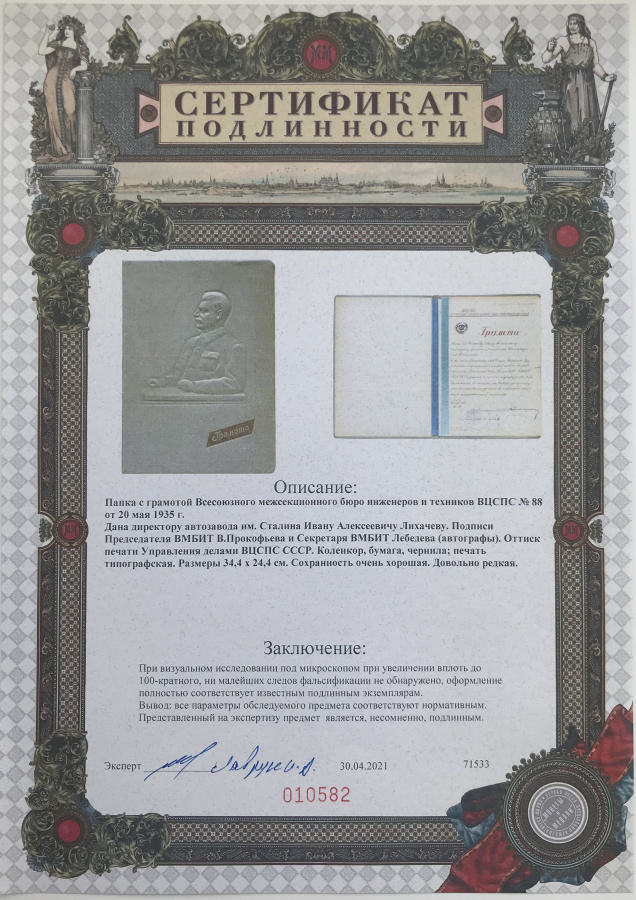 СЕРТИФИКАТ
ПОДЛИННОСТИ
Грамота
Грамота
Описание:
Папка с грамотой Всесоюзного межсекционного бюро инженеров и техников ВЦСПС № 88
от 20 мая 1935 г.
Дана директору автозавода им. Сталина Ивану Алексеевичу Лихачеву. Подписи
Председателя ВМБИТ В.Прокофьева и Секретаря ВМБИТ Лебедева (автографы). Оттиск
печати Управления делами ВЦСПС СССР. Коленкор, бумага, чернила; печать
типографская. Размеры 34,4 х 24,4 см. Сохранность очень хорошая. Довольно редкая.
Заключение:
При визуальном исследовании под микроскопом при увеличении вплоть до
100-кратного, ни малейших следов фальсификации не обнаружено, оформление
полностью соответствует известным подлинным экземплярам.
Вывод: все параметры обследуемого предмета соответствуют нормативным.
Представленный на экспертизу предмет является, несомненно, подлинным.
Эксперт
30.04.2021
71533
010582